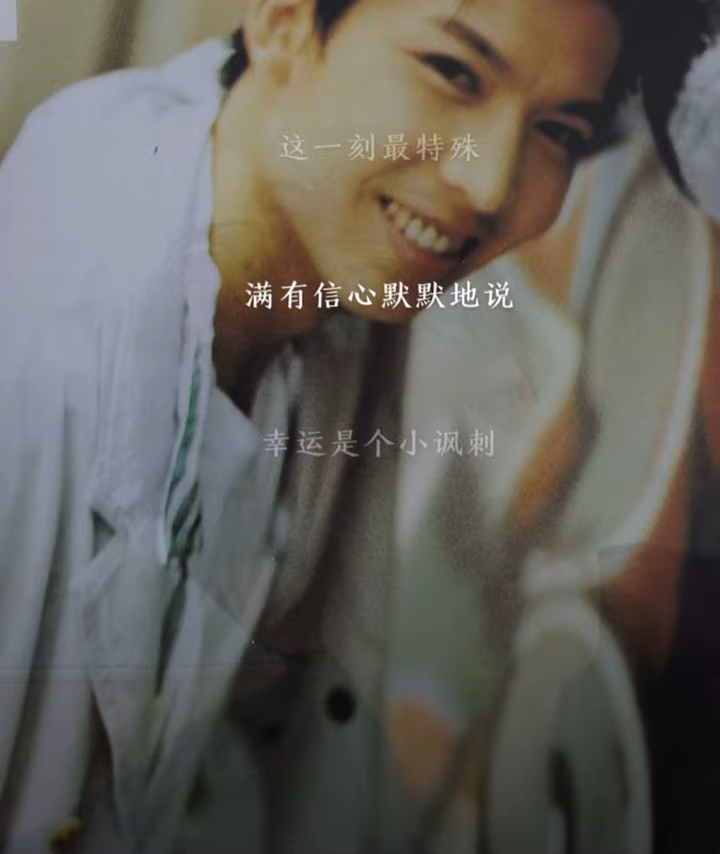 这一刻最特殊
满有信心默默地说
幸运是个小讽刺